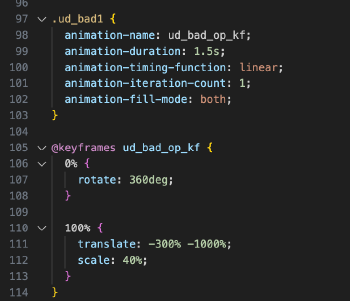 96
97 .ud_bad1 {
98 animation-name: ud_bad_op_kf;
99 animation-duration: 1.5s;
100 animation-timing-function: linear;
101 animation-iteration-count: 1;
102 animation-fill-mode: both;
103 }
104
105 @keyframes ud_bad_op_kf {
106 0% {
107 rotate: 360deg;
108 }
109
110 100% {
111 translate: -300% -1000%;
112 scale: 40%;
113 }
114 }